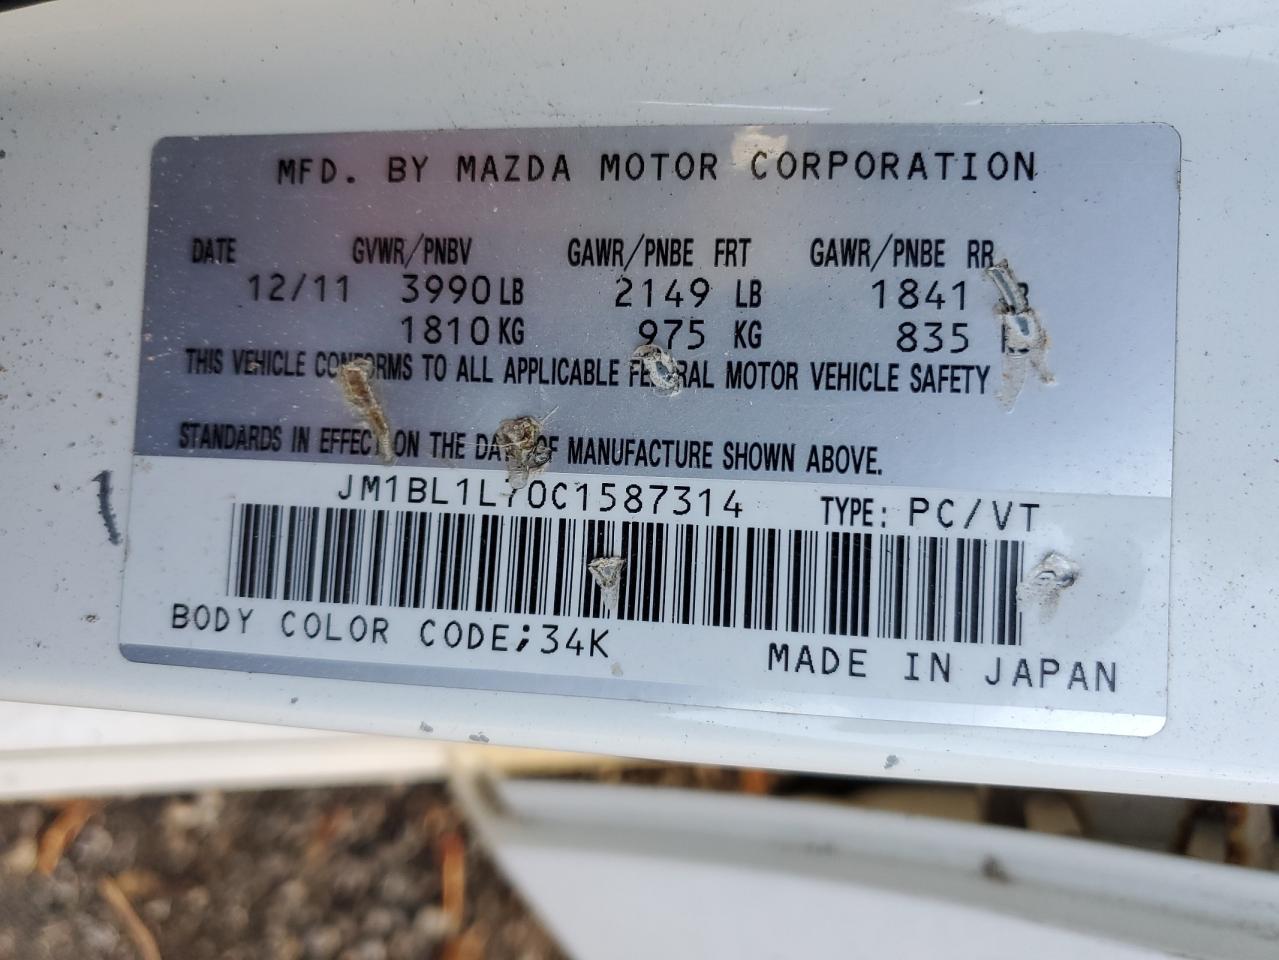 MFD. BY MAZDA MOTOR CORPORATION
DATE GVWR/PNBV GAWR/PNBE FRT GAWR/PNBE RR
12/11 3990 LB 2149 LB 1841
1810 KG 975 KG 835
THIS VEHICLE CONFORMS TO ALL APPLICABLE FEDERAL MOTOR VEHICLE SAFETY
STANDARDS IN EFFECT ON THE DATE OF MANUFACTURE SHOWN ABOVE.
JM1BL1L70C1587314 TYPE: PC/VT
BODY COLOR CODE;34K
MADE IN JAPAN